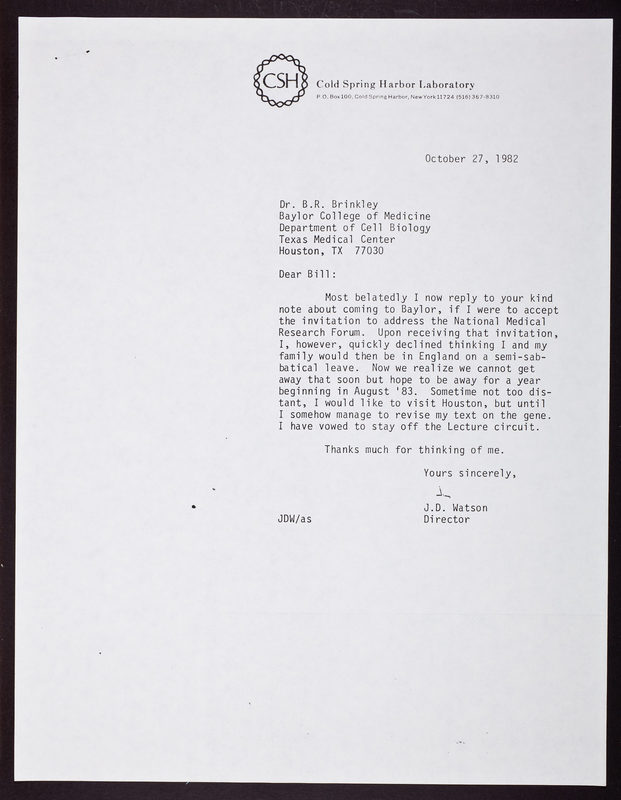 CSH
Cold Spring Harbor Laboratory
P.O. Box 100, Cold Spring Harbor, New York 11724 (516) 367-8310
October 27, 1982
Dr. B.R. Brinkley
Baylor College of Medicine
Department of Cell Biology
Texas Medical Center
Houston, TX 77030
Dear Bill:
Most belatedly I now reply to your kind
note about coming to Baylor, if I were to accept
the invitation to address the National Medical
Research Forum. Upon receiving that invitation,
I, however, quickly declined thinking I and my
family would then be in England on a semi-sab-
batical leave. Now we realize we cannot get
away that soon but hope to be away for a year
beginning in August '83. Sometime not too dis-
tant, I would like to visit Houston, but until
I somehow manage to revise my text on the gene.
I have vowed to stay off the Lecture circuit.
Thanks much for thinking of me.
Yours sincerely,
J.D. Watson
JDW/as Director